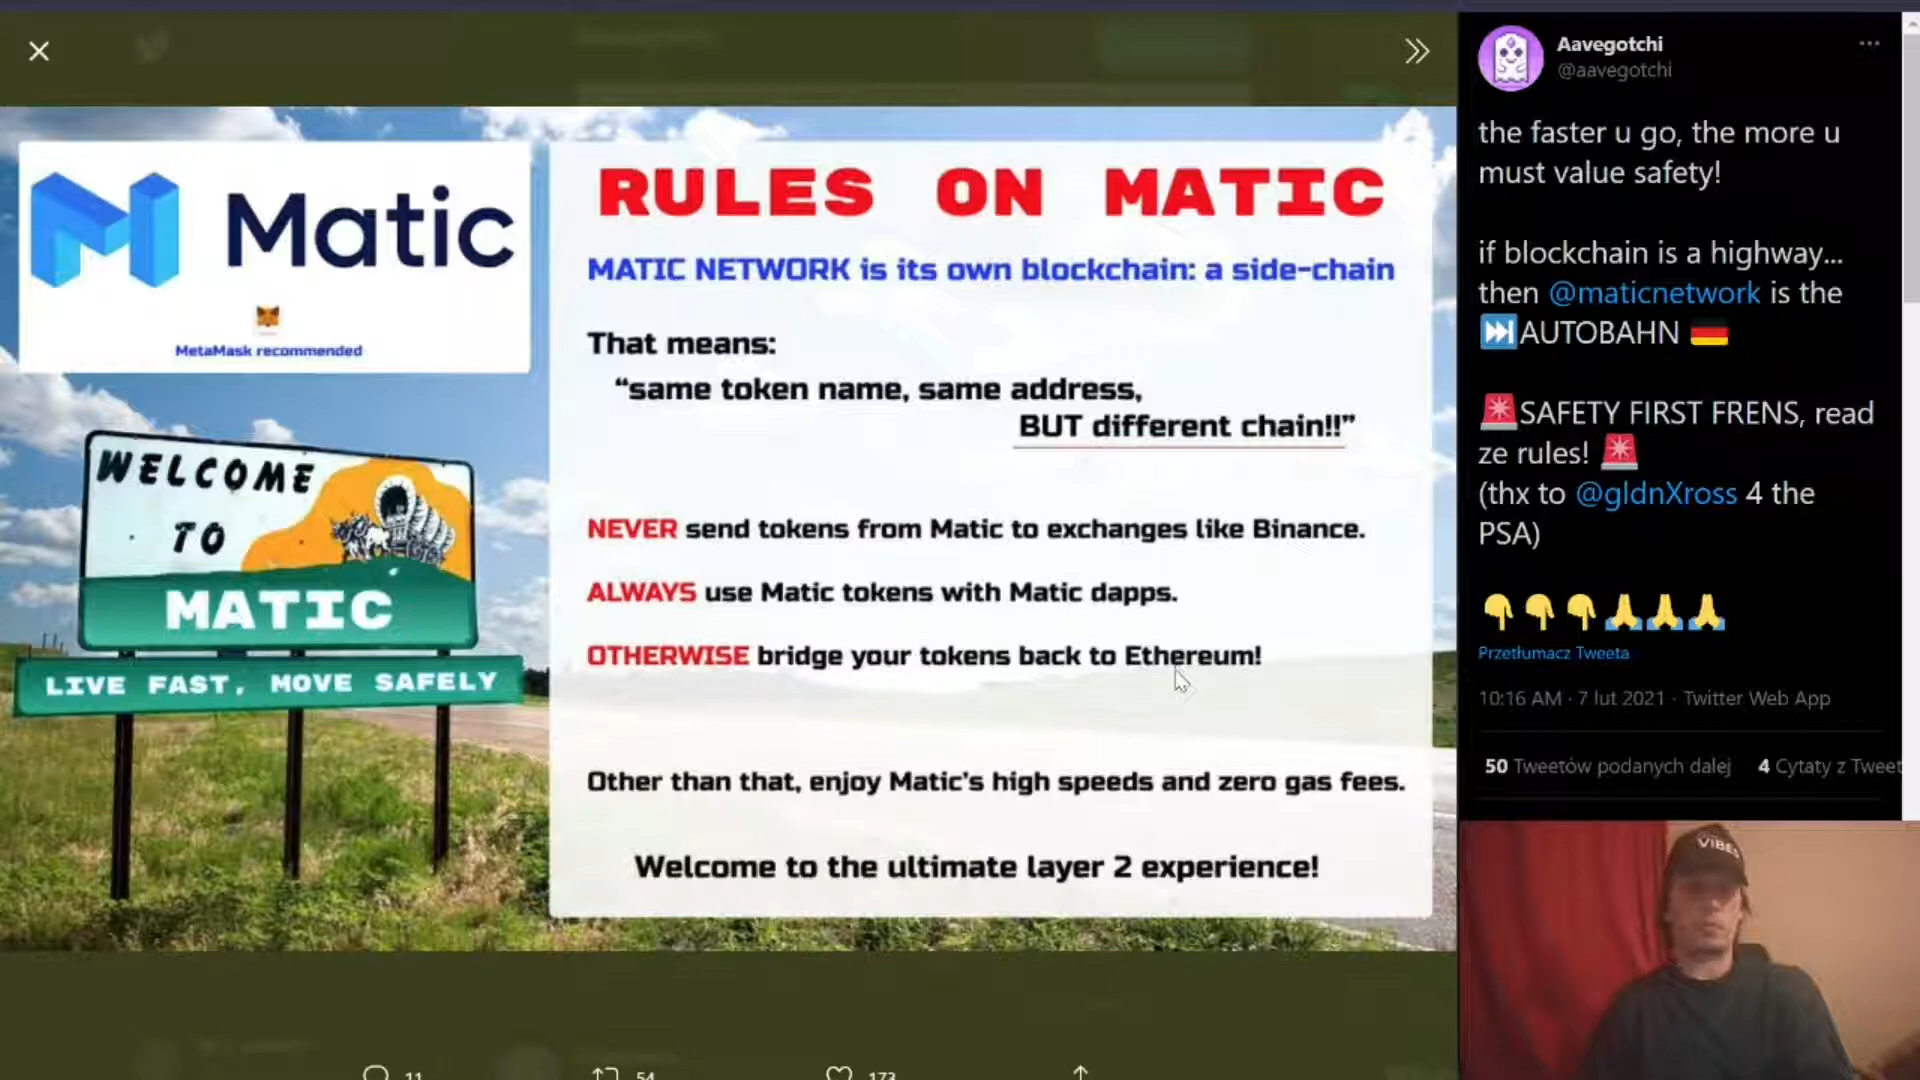 Matic
MetaMask recommended
WELCOME
TO
MATIC
LIVE FAST, MOVE SAFELY
RULES ON MATIC
MATIC NETWORK is its own blockchain: a side-chain
That means:
“same token name, same address,
BUT different chain!!”
NEVER send tokens from Matic to exchanges like Binance.
ALWAYS use Matic tokens with Matic dapps.
OTHERWISE bridge your tokens back to Ethereum!
Other than that, enjoy Matic's high speeds and zero gas fees.
Welcome to the ultimate layer 2 experience!
11
54
173
Aavegotchi
@aavegotchi
the faster u go, the more u
must value safety!
if blockchain is a highway...
then @maticnetwork is the
⏭️AUTOBAHN 🇩🇪
🚨SAFETY FIRST FRENS, read
ze rules! 🚨
(thx to @gldnXross 4 the
PSA)
👇👇👇🙏🙏🙏
Przetłumacz Tweeta
10:16 AM · 7 lut 2021 · Twitter Web App
50 Tweetów podanych dalej 4 Cytaty z Tweet
VIBES